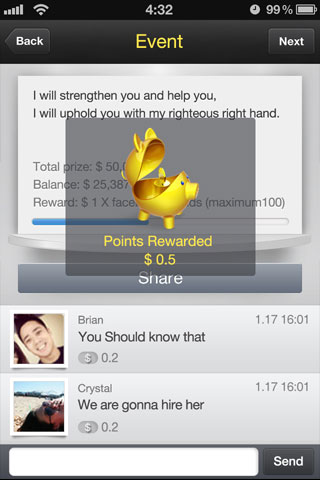 4:32
99 %
Back
Event
Next
I will strengthen you and help you,
I will uphold you with my righteous right hand.
Total prize: $ 50,0
Balance: $ 25,387
Reward: $ 1 X face ds (maximum100)
Points Rewarded
$ 0.5
Share
Brian
1.17 16:01
You Should know that
$ 0.2
Crystal
1.17 16:01
We are gonna hire her
$ 0.2
Send